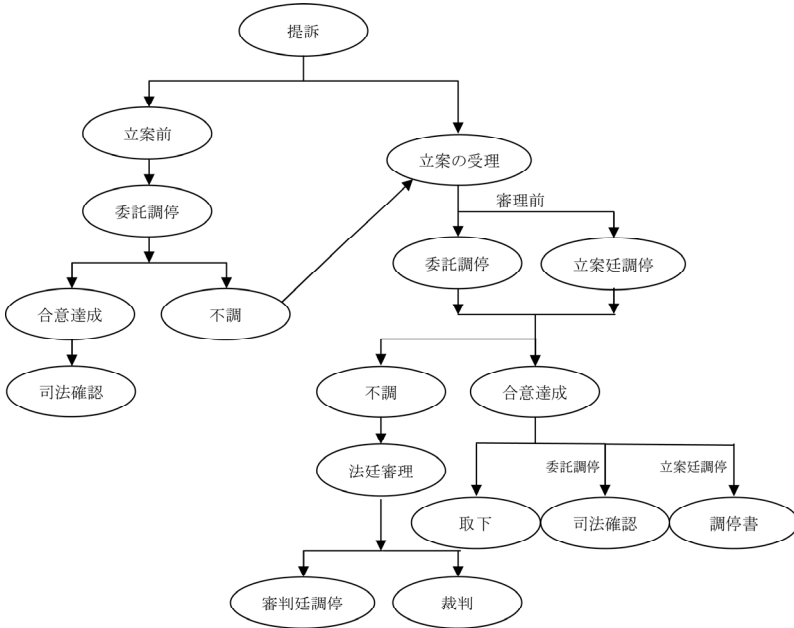 提訴
立案前
立案の受理
審理前
委託調停
委託調停
立案廷調停
合意達成
不調
司法確認
不調
合意達成
法廷審理
委託調停
立案廷調停
取下
司法確認
調停書
審判廷調停
裁判